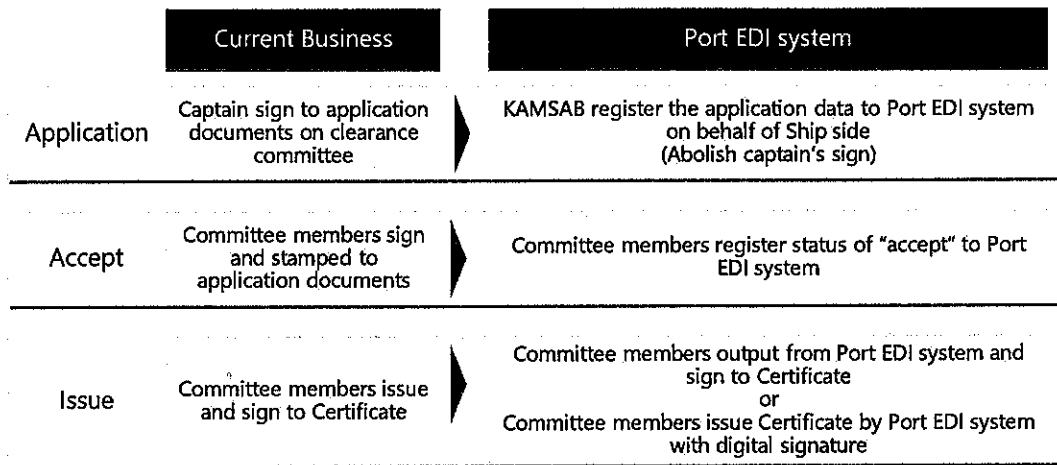 Current Business
Port EDI system
Application
Captain sign to application
documents on clearance
committee
KAMSAB register the application data to Port EDI system
on behalf of Ship side
(Abolish captain's sign)
Accept
Committee members sign
and stamped to
application documents
Committee members register status of "accept" to Port
EDI system
Issue
Committee members issue
and sign to Certificate
Committee members output from Port EDI system and
sign to Certificate
or
Committee members issue Certificate by Port EDI system
with digital signature